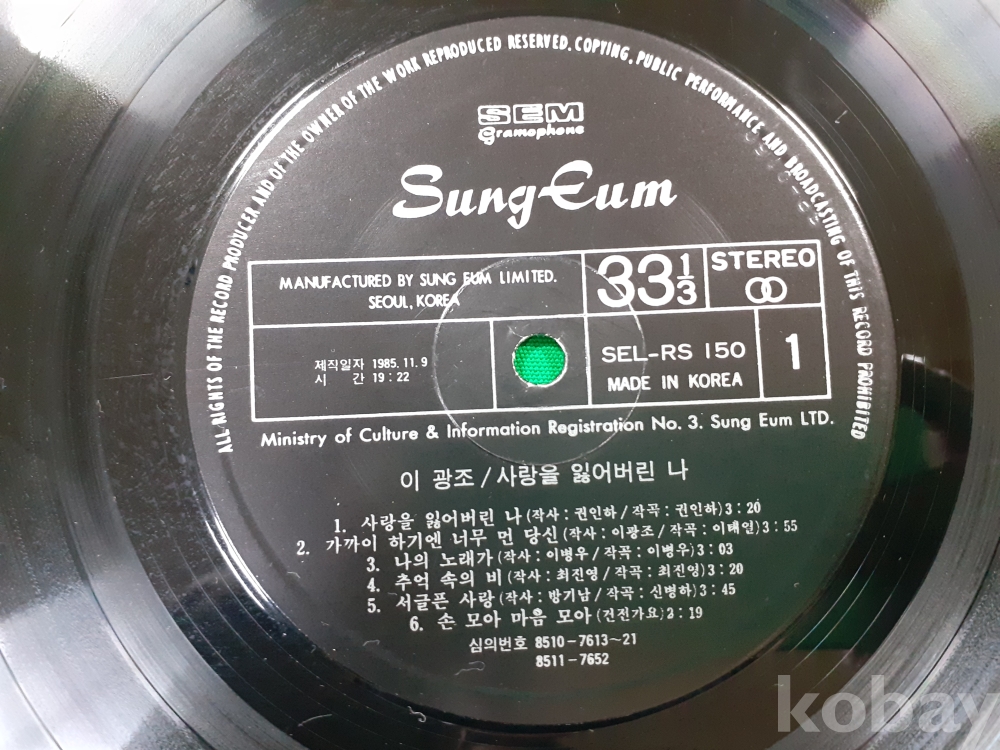 ALL RIGHTS OF THE RECORD PRODUCER AND OF THE OWNER OF THE WORK REPRODUCED RESERVED. COPYING, PUBLIC PERFORMANCE AND BROADCASTING OF THIS RECORD PROHIBITED
SEM
Gramophone
Sung Eum
MANUFACTURED BY SUNG EUM LIMITED.
SEOUL, KOREA
33 1/3
STEREO
제작일자 1985.11.9
시 간 19:22
SEL-RS 150
MADE IN KOREA
1
Ministry of Culture & Information Registration No. 3. Sung Eum LTD.
이 광조/사랑을 잃어버린 나
1. 사랑을 잃어버린 나(작사:권인하/작곡:권인하)3:20
2. 가까이 하기엔 너무 먼 당신(작사:이광조/작곡:이태열)3:55
3. 나의 노래가(작사:이병우/작곡:이병우)3:03
4. 추억 속의 비(작사:최진영/작곡:최진영)3:20
5. 서글픈 사랑(작사:방기남/작곡:신병하)3:45
6. 손 모아 마음 모아(건전가요)2:19
심의번호 8510-7613~21
8511-7652
kobay